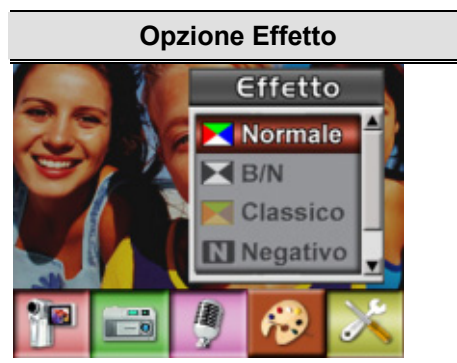 Opzione Effetto
Effetto
Normale
B/N
Classico
N Negativo